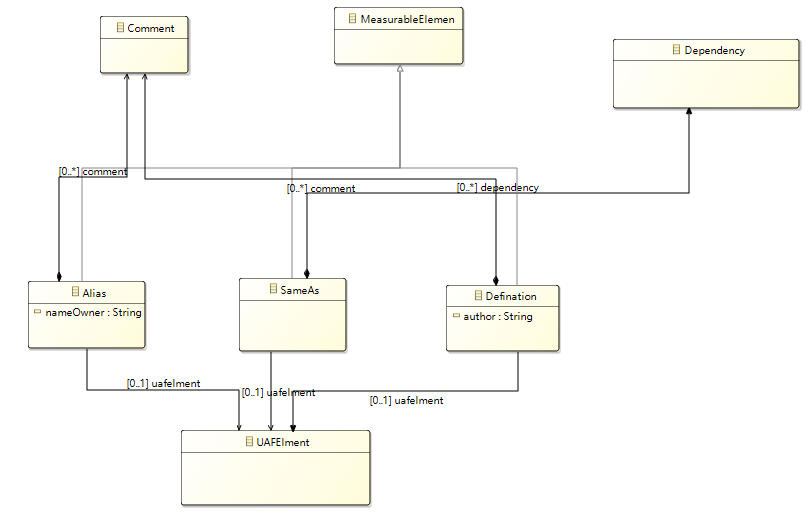 MeasurableElemen
Comment
Dependency
[0..*] comment
[0..*] comment
[0..*] dependency
Alias
nameOwner : String
SameAs
Defination
author : String
[0..1] uafelment
[0..1] uafelment
[0..1] uafelment
UAFElment